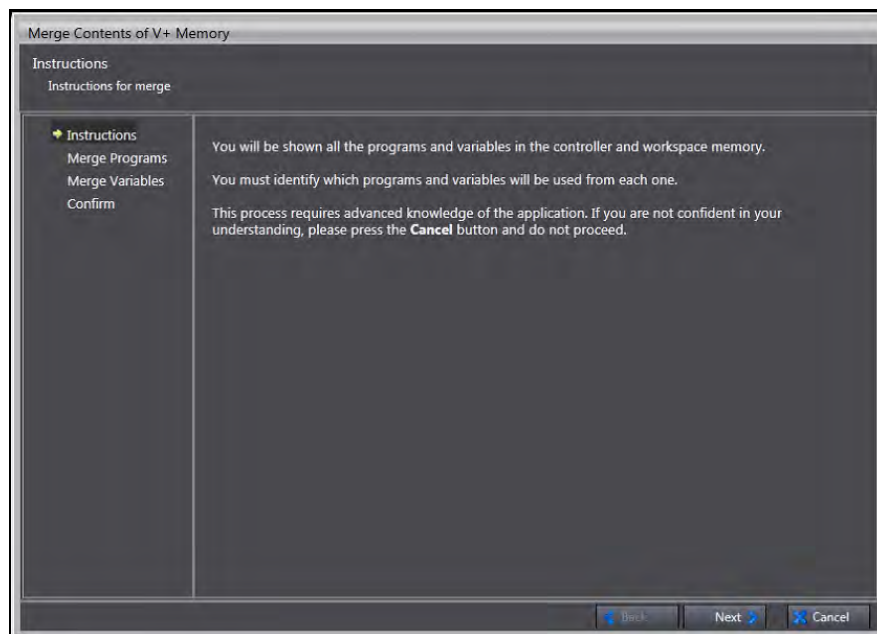 Merge Contents of V+ Memory
Instructions
Instructions for merge
Instructions
Merge Programs
Merge Variables
Confirm
You will be shown all the programs and variables in the controller and workspace memory.
You must identify which programs and variables will be used from each one.
This process requires advanced knowledge of the application. If you are not confident in your
understanding, please press the Cancel button and do not proceed.
Back Next Cancel